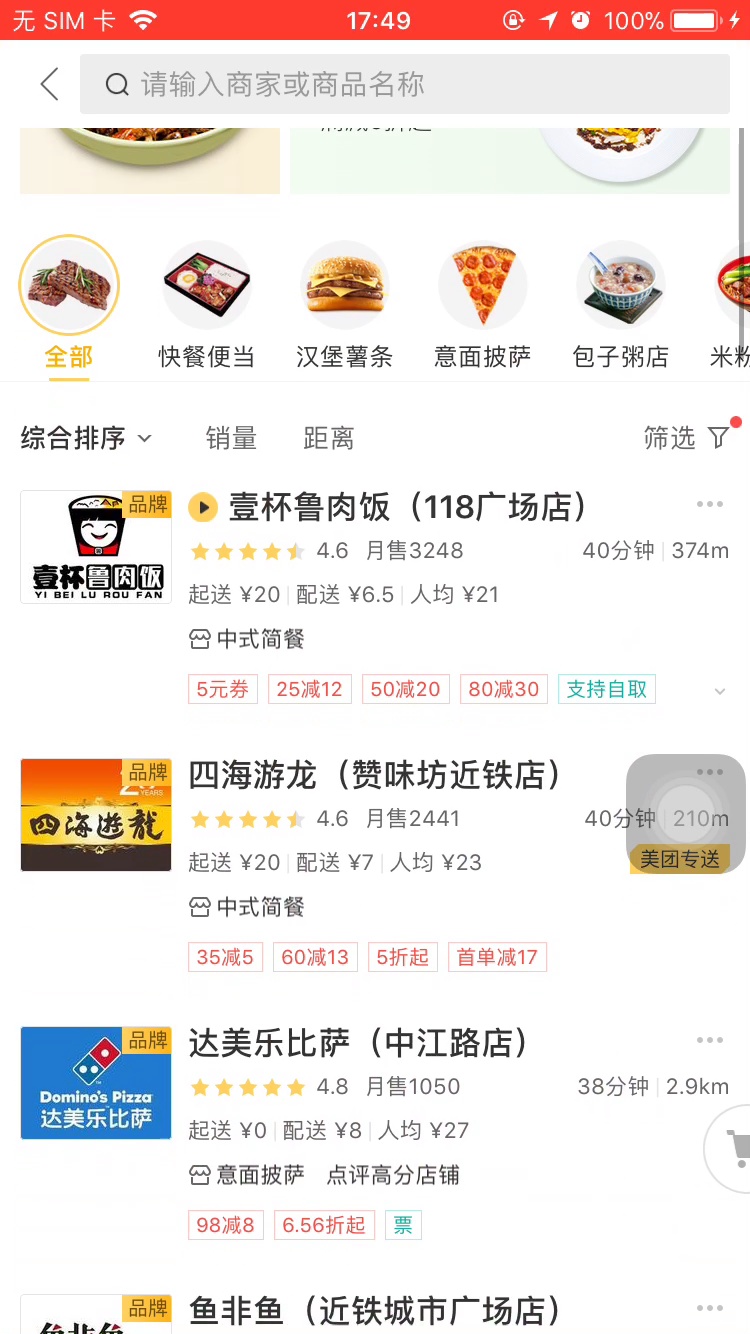 无 SIM 卡 17:49 100%
请输入商家或商品名称
全部 快餐便当 汉堡薯条 意面披萨 包子粥店 米粉
综合排序 销量 距离 筛选
品牌 壹杯鲁肉饭（118广场店）
壹杯鲁肉饭
YI BEI LU ROU FAN
4.6 月售3248 40分钟 374m
起送 ¥20 配送 ¥6.5 人均 ¥21
中式简餐
5元券 25减12 50减20 80减30 支持自取
品牌 四海游龙（赞味坊近铁店）
YEARS
四海遊龍
4.6 月售2441 40分钟 210m
起送 ¥20 配送 ¥7 人均 ¥23 美团专送
中式简餐
35减5 60减13 5折起 首单减17
品牌 达美乐比萨（中江路店）
Domino's Pizza
达美乐比萨
4.8 月售1050 38分钟 2.9km
起送 ¥0 配送 ¥8 人均 ¥27
意面披萨 点评高分店铺
98减8 6.56折起 票
品牌 鱼非鱼（近铁城市广场店）
鱼非鱼